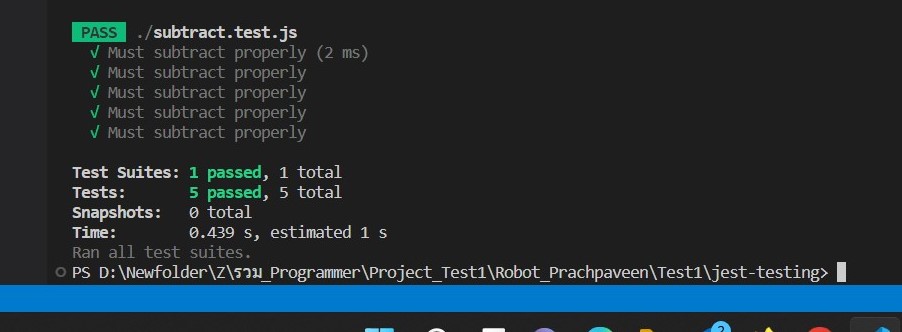 PASS ./subtract.test.js
√ Must subtract properly (2 ms)
√ Must subtract properly
√ Must subtract properly
√ Must subtract properly
√ Must subtract properly
Test Suites: 1 passed, 1 total
Tests: 5 passed, 5 total
Snapshots: 0 total
Time: 0.439 s, estimated 1 s
Ran all test suites.
PS D:\Newfolder\Z\รวม_Programmer\Project_Test1\Robot_Prachpaveen\Test1\jest-testing>
2